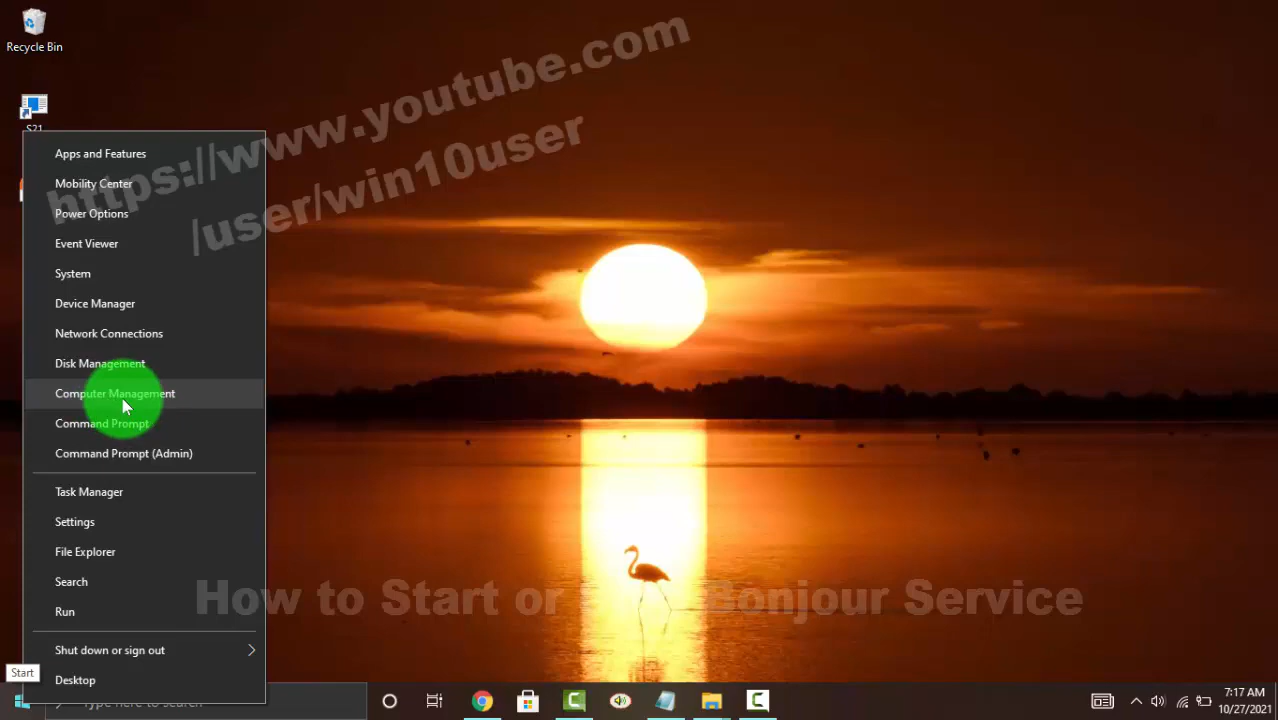 Recycle Bin
S21
https://www.youtube.com
/user/win10user
Apps and Features
Mobility Center
Power Options
Event Viewer
System
Device Manager
Network Connections
Disk Management
Computer Management
Command Prompt
Command Prompt (Admin)
Task Manager
Settings
File Explorer
Search
Run
Shut down or sign out
Desktop
How to Start or Bonjour Service
Start
Type here to search
7:17 AM
10/27/2021